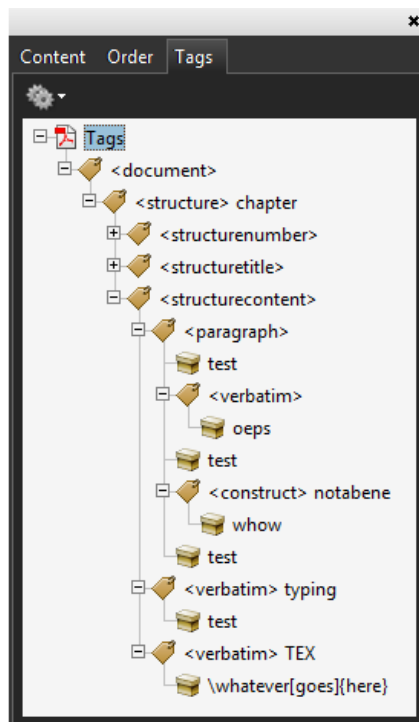 Content Order Tags
Tags
<document>
<structure> chapter
<structurenumber>
<structuretitle>
<structurecontent>
<paragraph>
test
<verbatim>
oeps
test
<construct> notabene
whow
test
<verbatim> typing
test
<verbatim> TEX
\whatever[goes]{here}